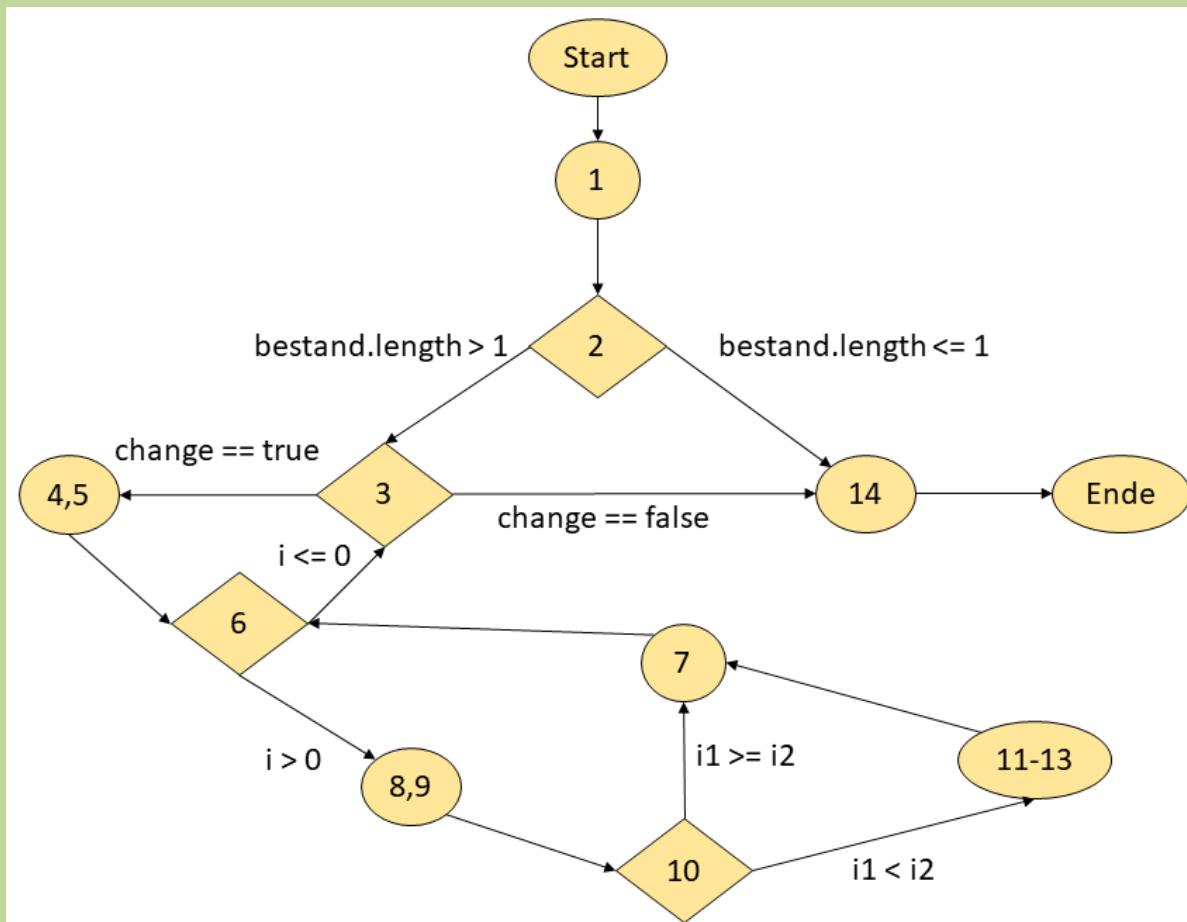 Start
1
2
bestand.length > 1
bestand.length <= 1
change == true
4,5
3
14
Ende
change == false
i <= 0
6
7
i > 0
8,9
i1 >= i2
11-13
10
i1 < i2